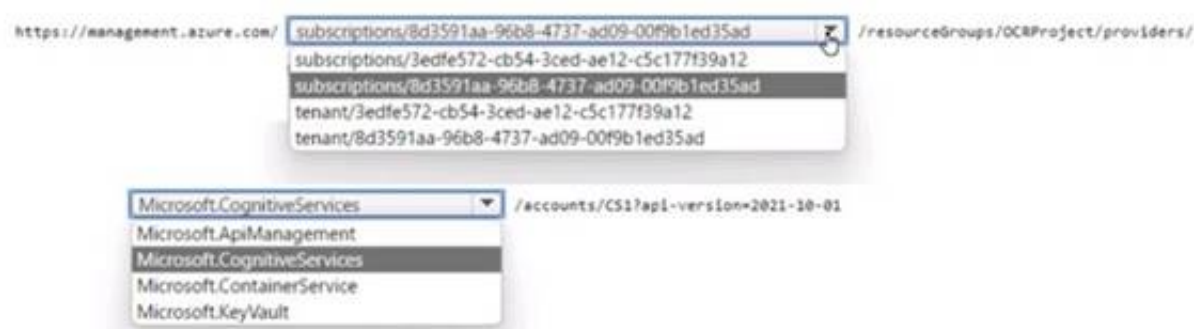 https://management.azure.com/ subscriptions/8d3591aa-96b8-4737-ad09-00f9b1ed35ad /resourceGroups/OCRProject/providers/
subscriptions/3edfe572-cb54-3ced-ae12-c5c177f39a12
subscriptions/8d3591aa-96b8-4737-ad09-00f9b1ed35ad
tenant/3edfe572-cb54-3ced-ae12-c5c177f39a12
tenant/8d3591aa-96b8-4737-ad09-00f9b1ed35ad
Microsoft.CognitiveServices /accounts/CS1?api-version=2021-10-01
Microsoft.ApiManagement
Microsoft.CognitiveServices
Microsoft.ContainerService
Microsoft.KeyVault